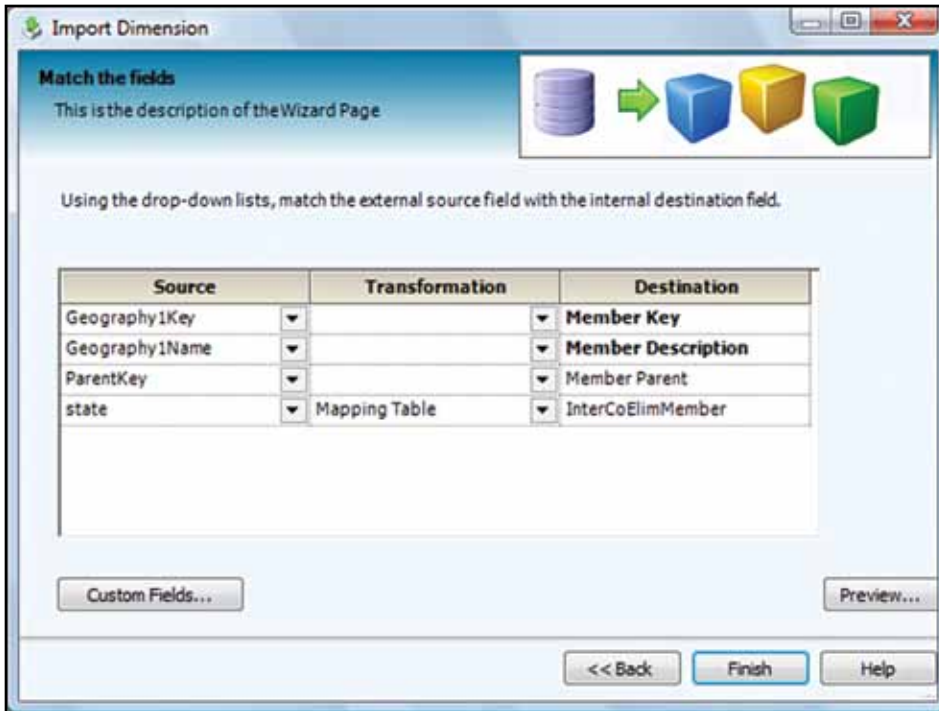 Import Dimension
Match the fields
This is the description of the Wizard Page
Using the drop-down lists, match the external source field with the internal destination field.
Source Transformation Destination
Geography1Key Member Key
Geography1Name Member Description
ParentKey Member Parent
state Mapping Table InterCoElimMember
Custom Fields... Preview...
<< Back Finish Help